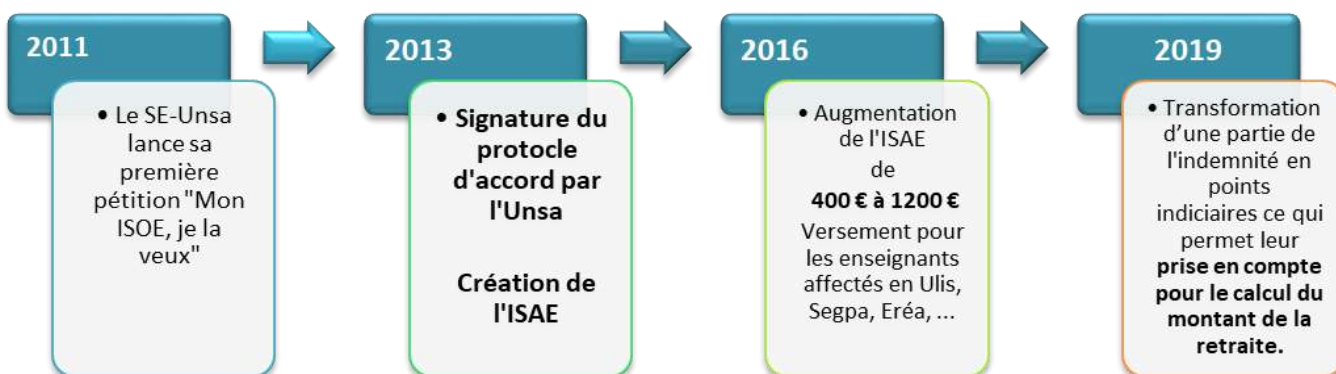 2011
• Le SE-Unsa
lance sa
première
pétition "Mon
ISOE, je la
veux"
2013
• Signature du
protocle
d'accord par
l'Unsa
Création de
l'ISAE
2016
• Augmentation
de l'ISAE
de
400 € à 1200 €
Versement pour
les enseignants
affectés en Ulis,
Segpa, Eréa, ...
2019
• Transformation
d’une partie de
l'indemnité en
points
indiciaires ce qui
permet leur
prise en compte
pour le calcul du
montant de la
retraite.